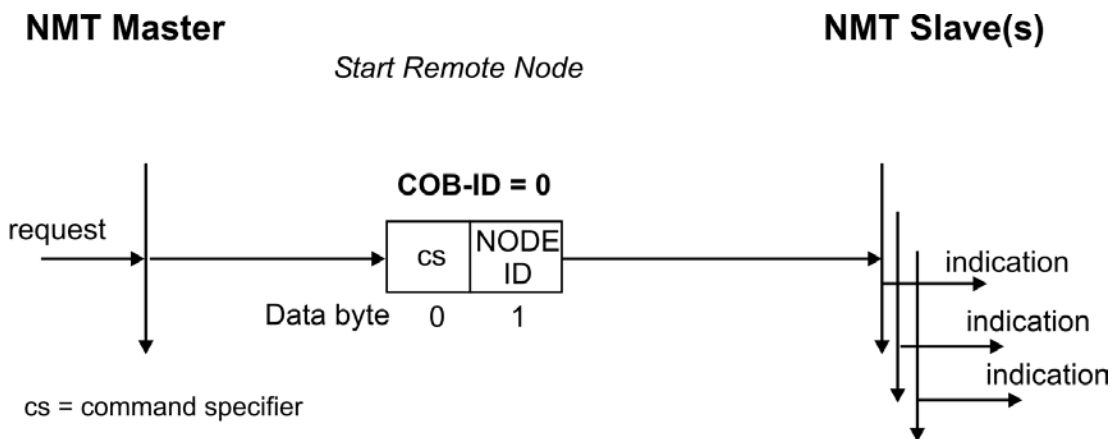 NMT Master
NMT Slave(s)
Start Remote Node
COB-ID = 0
request
cs
NODE
ID
indication
Data byte 0 1
indication
indication
cs = command specifier